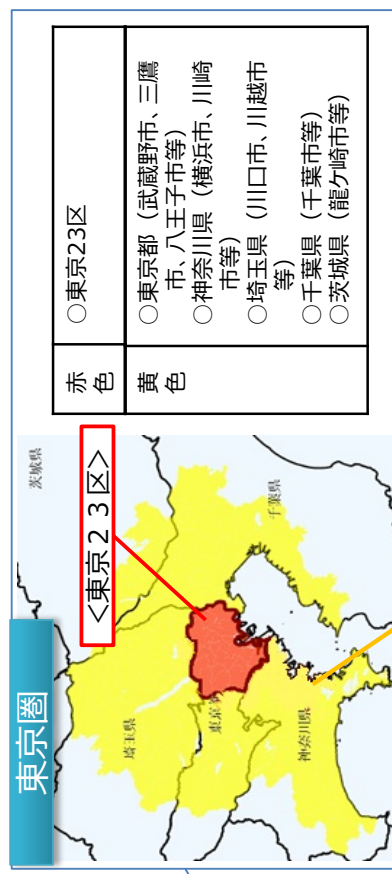 東京圏
<東京23区>
茨城県
埼玉県
千葉県
神奈川県
赤色
○東京23区
黄色
○東京都（武蔵野市、三鷹
市、八王子市等）
○神奈川県（横浜市、川崎
市等）
○埼玉県（川口市、川越市
等）
○千葉県（千葉市等）
○茨城県（龍ケ崎市等）